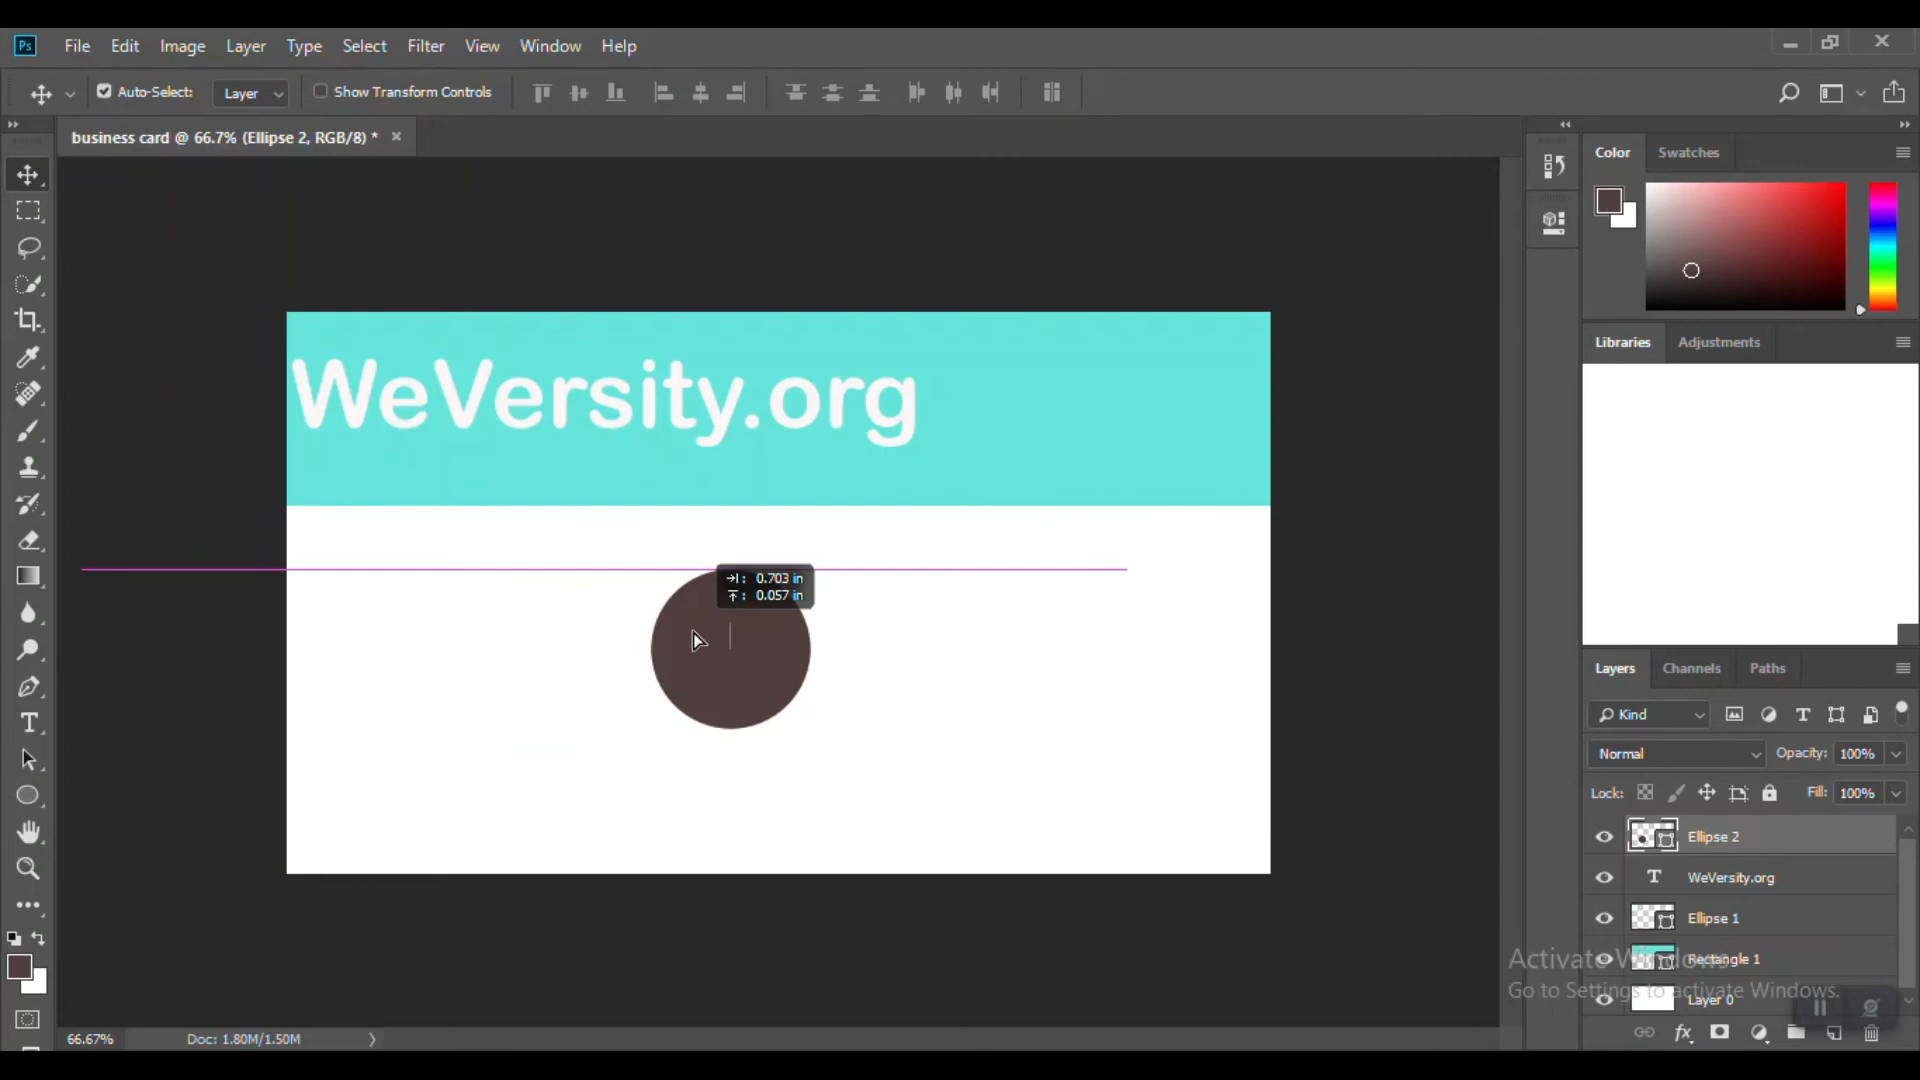 Ps File Edit Image Layer Type Select Filter View Window Help
Auto-Select: Layer Show Transform Controls
business card @ 66.7% (Ellipse 2, RGB/8) * ×
Color Swatches
WeVersity.org
0.703 in
0.057 in
Libraries Adjustments
Layers Channels Paths
Kind
Normal Opacity: 100%
Lock: Fill: 100%
Ellipse 2
T WeVersity.org
Ellipse 1
Rectangle 1
Layer 0
Activate Windows
Go to Settings to activate Windows.
66.67% Doc: 1.80M/1.50M
fx